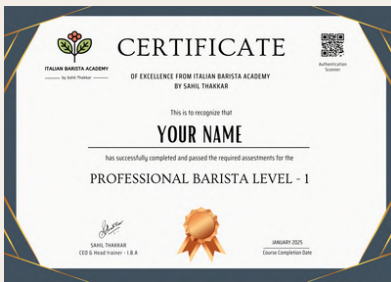 ITALIAN BARISTA ACADEMY
by Sahil Thakkar
CERTIFICATE
OF EXCELLENCE FROM ITALIAN BARISTA ACADEMY
BY SAHIL THAKKAR
Authentication
Scanner
This is to recognize that
YOUR NAME
has successfully completed and passed the required assestments for the
PROFESSIONAL BARISTA LEVEL - 1
SAHIL THAKKAR
CEO & Head trainer - I.B.A
JANUARY 2025
Course Completion Date